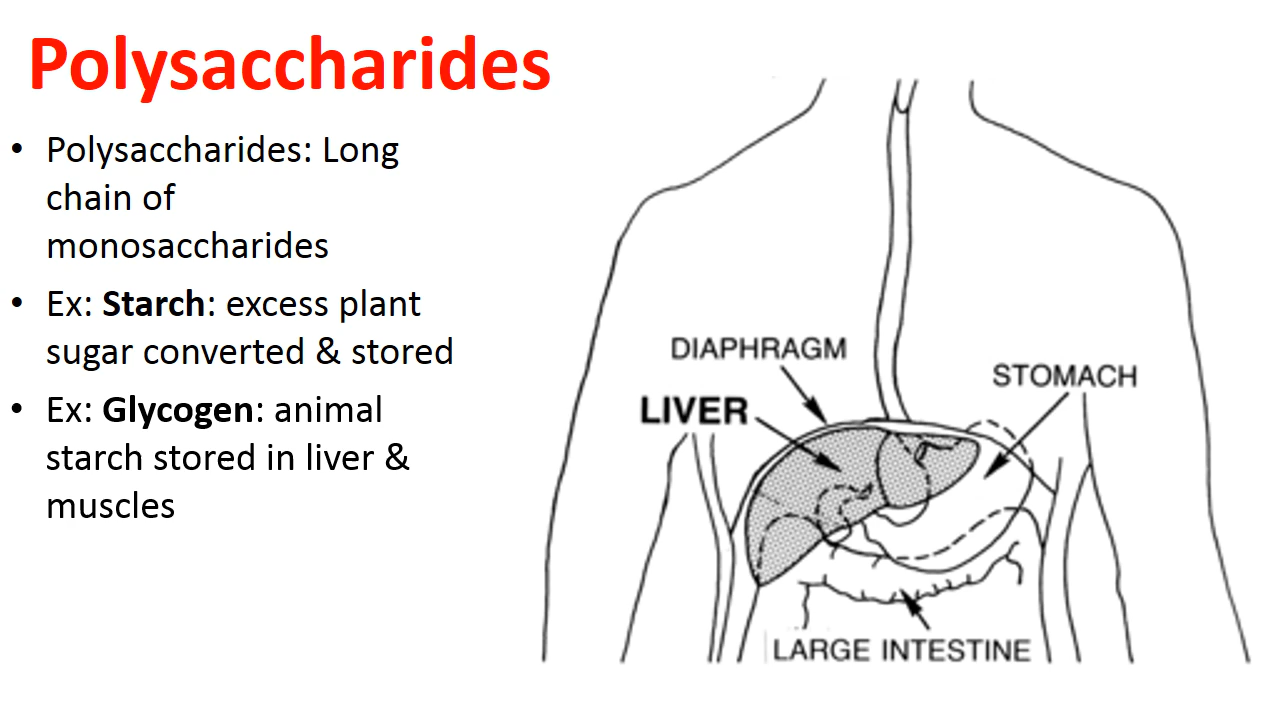 Polysaccharides
• Polysaccharides: Long
chain of
monosaccharides
• Ex: Starch: excess plant
sugar converted & stored
• Ex: Glycogen: animal
starch stored in liver &
muscles
DIAPHRAGM
STOMACH
LIVER
LARGE INTESTINE